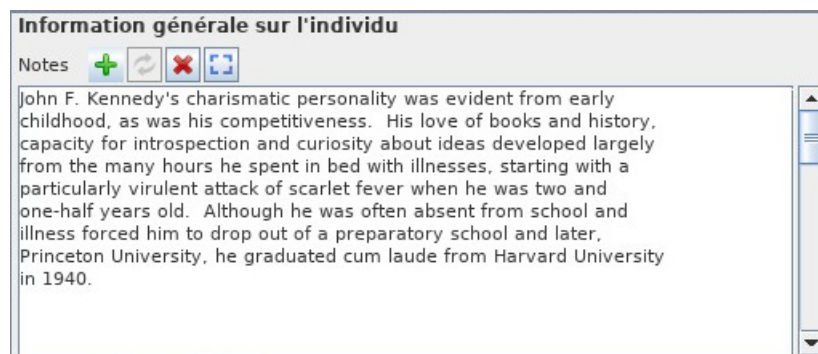 Information générale sur l'individu
Notes
John F. Kennedy's charismatic personality was evident from early
childhood, as was his competitiveness.  His love of books and history,
capacity for introspection and curiosity about ideas developed largely
from the many hours he spent in bed with illnesses, starting with a
particularly virulent attack of scarlet fever when he was two and
one-half years old.  Although he was often absent from school and
illness forced him to drop out of a preparatory school and later,
Princeton University, he graduated cum laude from Harvard University
in 1940.